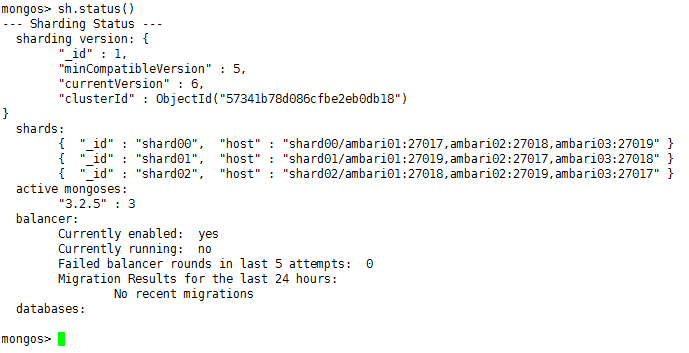 mongos> sh.status()
--- Sharding Status ---
  sharding version: {
        "_id" : 1,
        "minCompatibleVersion" : 5,
        "currentVersion" : 6,
        "clusterId" : ObjectId("57341b78d086cfbe2eb0db18")
}
  shards:
        {  "_id" : "shard00",  "host" : "shard00/ambari01:27017,ambari02:27018,ambari03:27019" }
        {  "_id" : "shard01",  "host" : "shard01/ambari01:27019,ambari02:27017,ambari03:27018" }
        {  "_id" : "shard02",  "host" : "shard02/ambari01:27018,ambari02:27019,ambari03:27017" }
  active mongoses:
        "3.2.5" : 3
  balancer:
        Currently enabled:  yes
        Currently running:  no
        Failed balancer rounds in last 5 attempts:  0
        Migration Results for the last 24 hours:
                No recent migrations
  databases:
mongos>